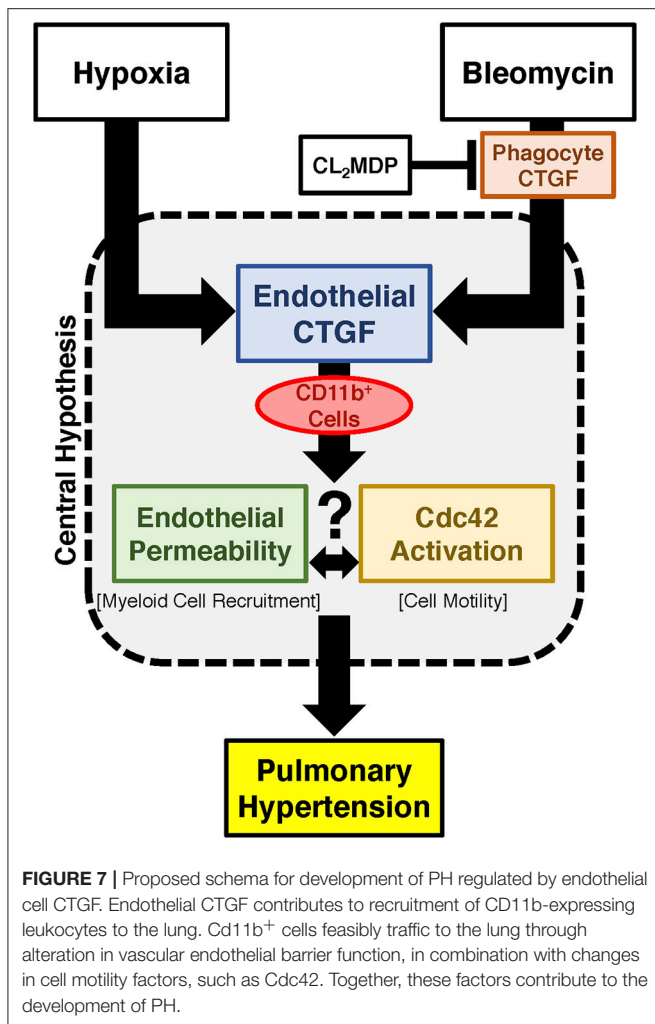 Hypoxia
Bleomycin
CL₂MDP
Phagocyte
CTGF
Central Hypothesis
Endothelial
CTGF
CD11b⁺
Cells
Endothelial
Permeability
?
Cdc42
Activation
[Myeloid Cell Recruitment]
[Cell Motility]
Pulmonary
Hypertension
FIGURE 7 | Proposed schema for development of PH regulated by endothelial
cell CTGF. Endothelial CTGF contributes to recruitment of CD11b-expressing
leukocytes to the lung. Cd11b⁺ cells feasibly traffic to the lung through
alteration in vascular endothelial barrier function, in combination with changes
in cell motility factors, such as Cdc42. Together, these factors contribute to the
development of PH.